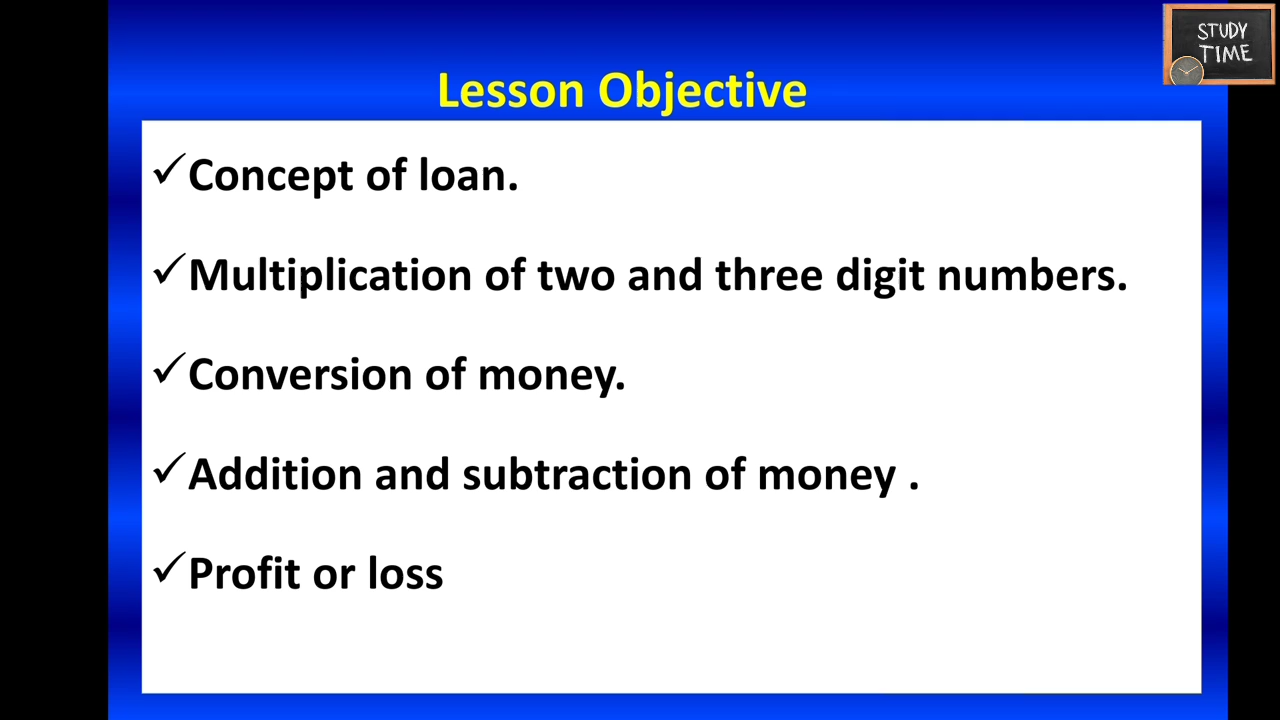 STUDY
TIME
Lesson Objective
✓Concept of loan.
✓Multiplication of two and three digit numbers.
✓Conversion of money.
✓Addition and subtraction of money .
✓Profit or loss